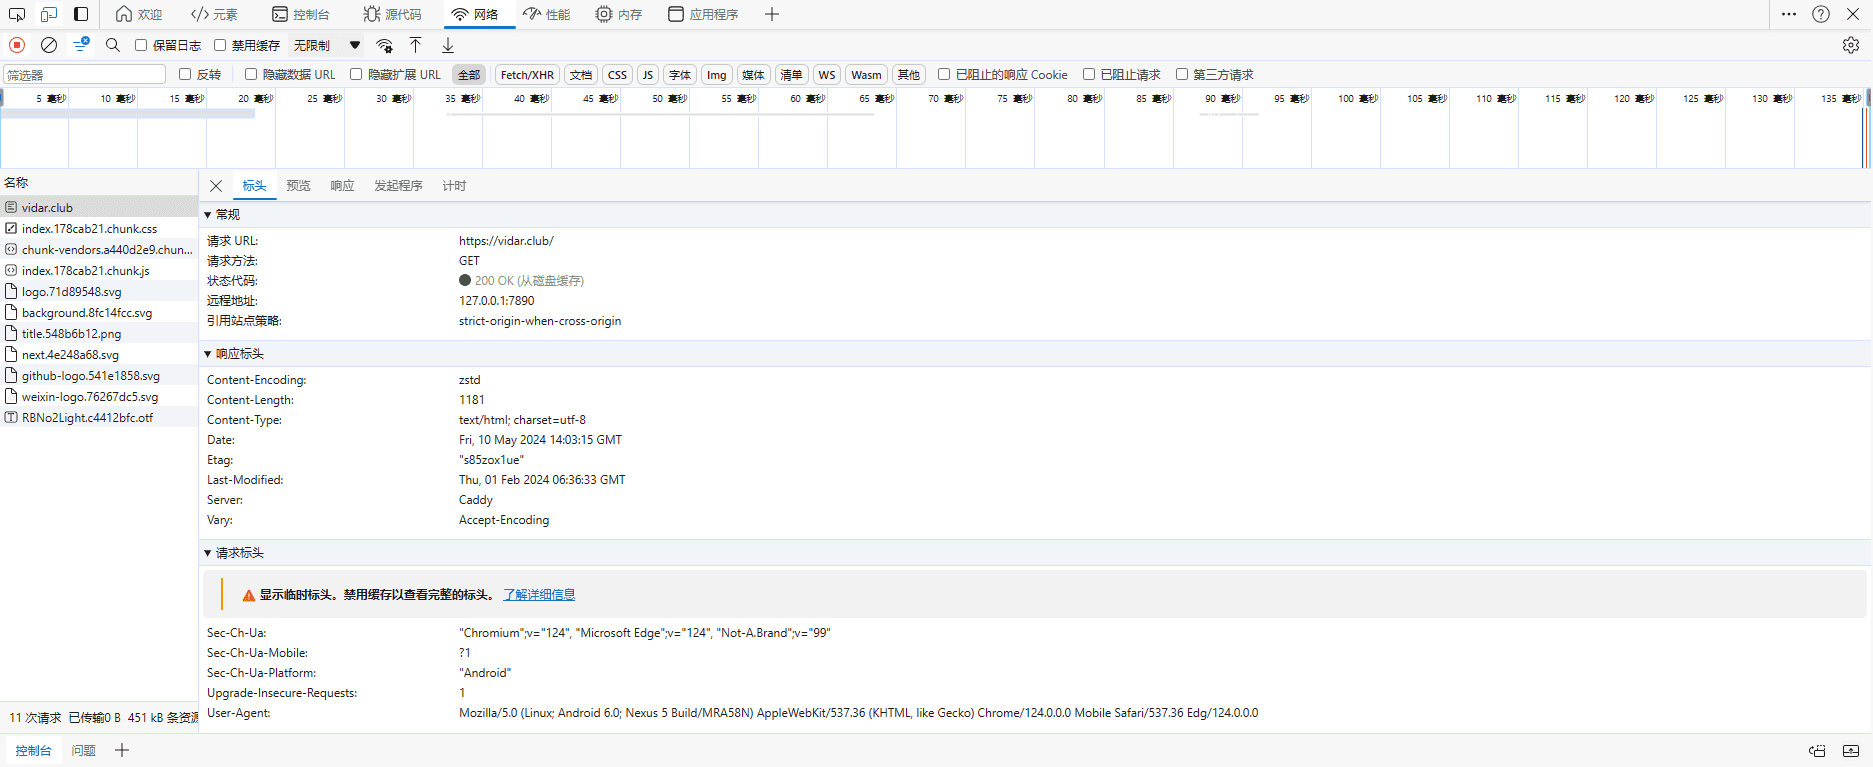 欢迎 元素 控制台 源代码 网络 性能 内存 应用程序
保留日志 禁用缓存 无限制
筛选器 反转 隐藏数据 URL 隐藏扩展 URL 全部 Fetch/XHR 文档 CSS JS 字体 Img 媒体 清单 WS Wasm 其他 已阻止的响应 Cookie 已阻止请求 第三方请求
5 毫秒 10 毫秒 15 毫秒 20 毫秒 25 毫秒 30 毫秒 35 毫秒 40 毫秒 45 毫秒 50 毫秒 55 毫秒 60 毫秒 65 毫秒 70 毫秒 75 毫秒 80 毫秒 85 毫秒 90 毫秒 95 毫秒 100 毫秒 105 毫秒 110 毫秒 115 毫秒 120 毫秒 125 毫秒 130 毫秒 135 毫秒
名称
vidar.club
index.178cab21.chunk.css
chunk-vendors.a440d2e9.chun...
index.178cab21.chunk.js
logo.71d89548.svg
background.8fc14fcc.svg
title.548b6b12.png
next.4e248a68.svg
github-logo.541e1858.svg
weixin-logo.76267dc5.svg
RBNo2Light.c4412bfc.otf
11 次请求 已传输0 B 451 kB 条资源
标头 预览 响应 发起程序 计时
常规
请求 URL: https://vidar.club/
请求方法: GET
状态代码: 200 OK (从磁盘缓存)
远程地址: 127.0.0.1:7890
引用站点策略: strict-origin-when-cross-origin
响应标头
Content-Encoding: zstd
Content-Length: 1181
Content-Type: text/html; charset=utf-8
Date: Fri, 10 May 2024 14:03:15 GMT
Etag: "s85zox1ue"
Last-Modified: Thu, 01 Feb 2024 06:36:33 GMT
Server: Caddy
Vary: Accept-Encoding
请求标头
显示临时标头。禁用缓存以查看完整的标头。 了解详细信息
Sec-Ch-Ua: "Chromium";v="124", "Microsoft Edge";v="124", "Not-A.Brand";v="99"
Sec-Ch-Ua-Mobile: ?1
Sec-Ch-Ua-Platform: "Android"
Upgrade-Insecure-Requests: 1
User-Agent: Mozilla/5.0 (Linux; Android 6.0; Nexus 5 Build/MRA58N) AppleWebKit/537.36 (KHTML, like Gecko) Chrome/124.0.0.0 Mobile Safari/537.36 Edg/124.0.0.0
控制台 问题